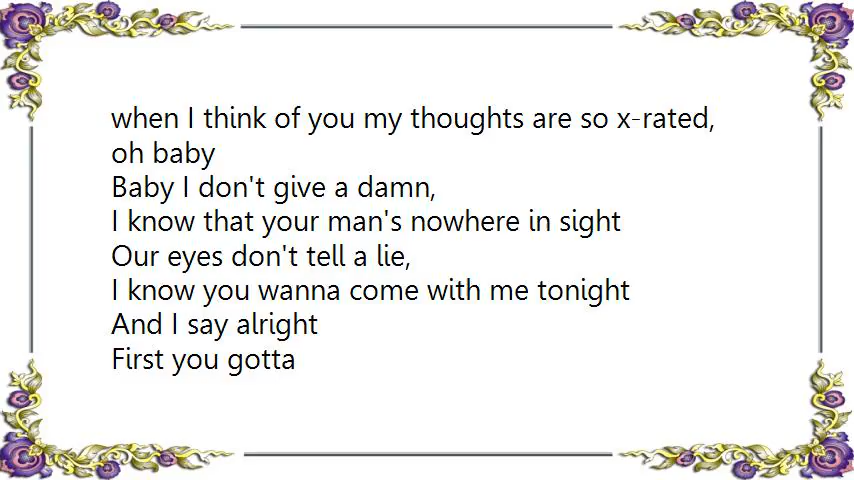 when I think of you my thoughts are so x-rated,
oh baby
Baby I don't give a damn,
I know that your man's nowhere in sight
Our eyes don't tell a lie,
I know you wanna come with me tonight
And I say alright
First you gotta